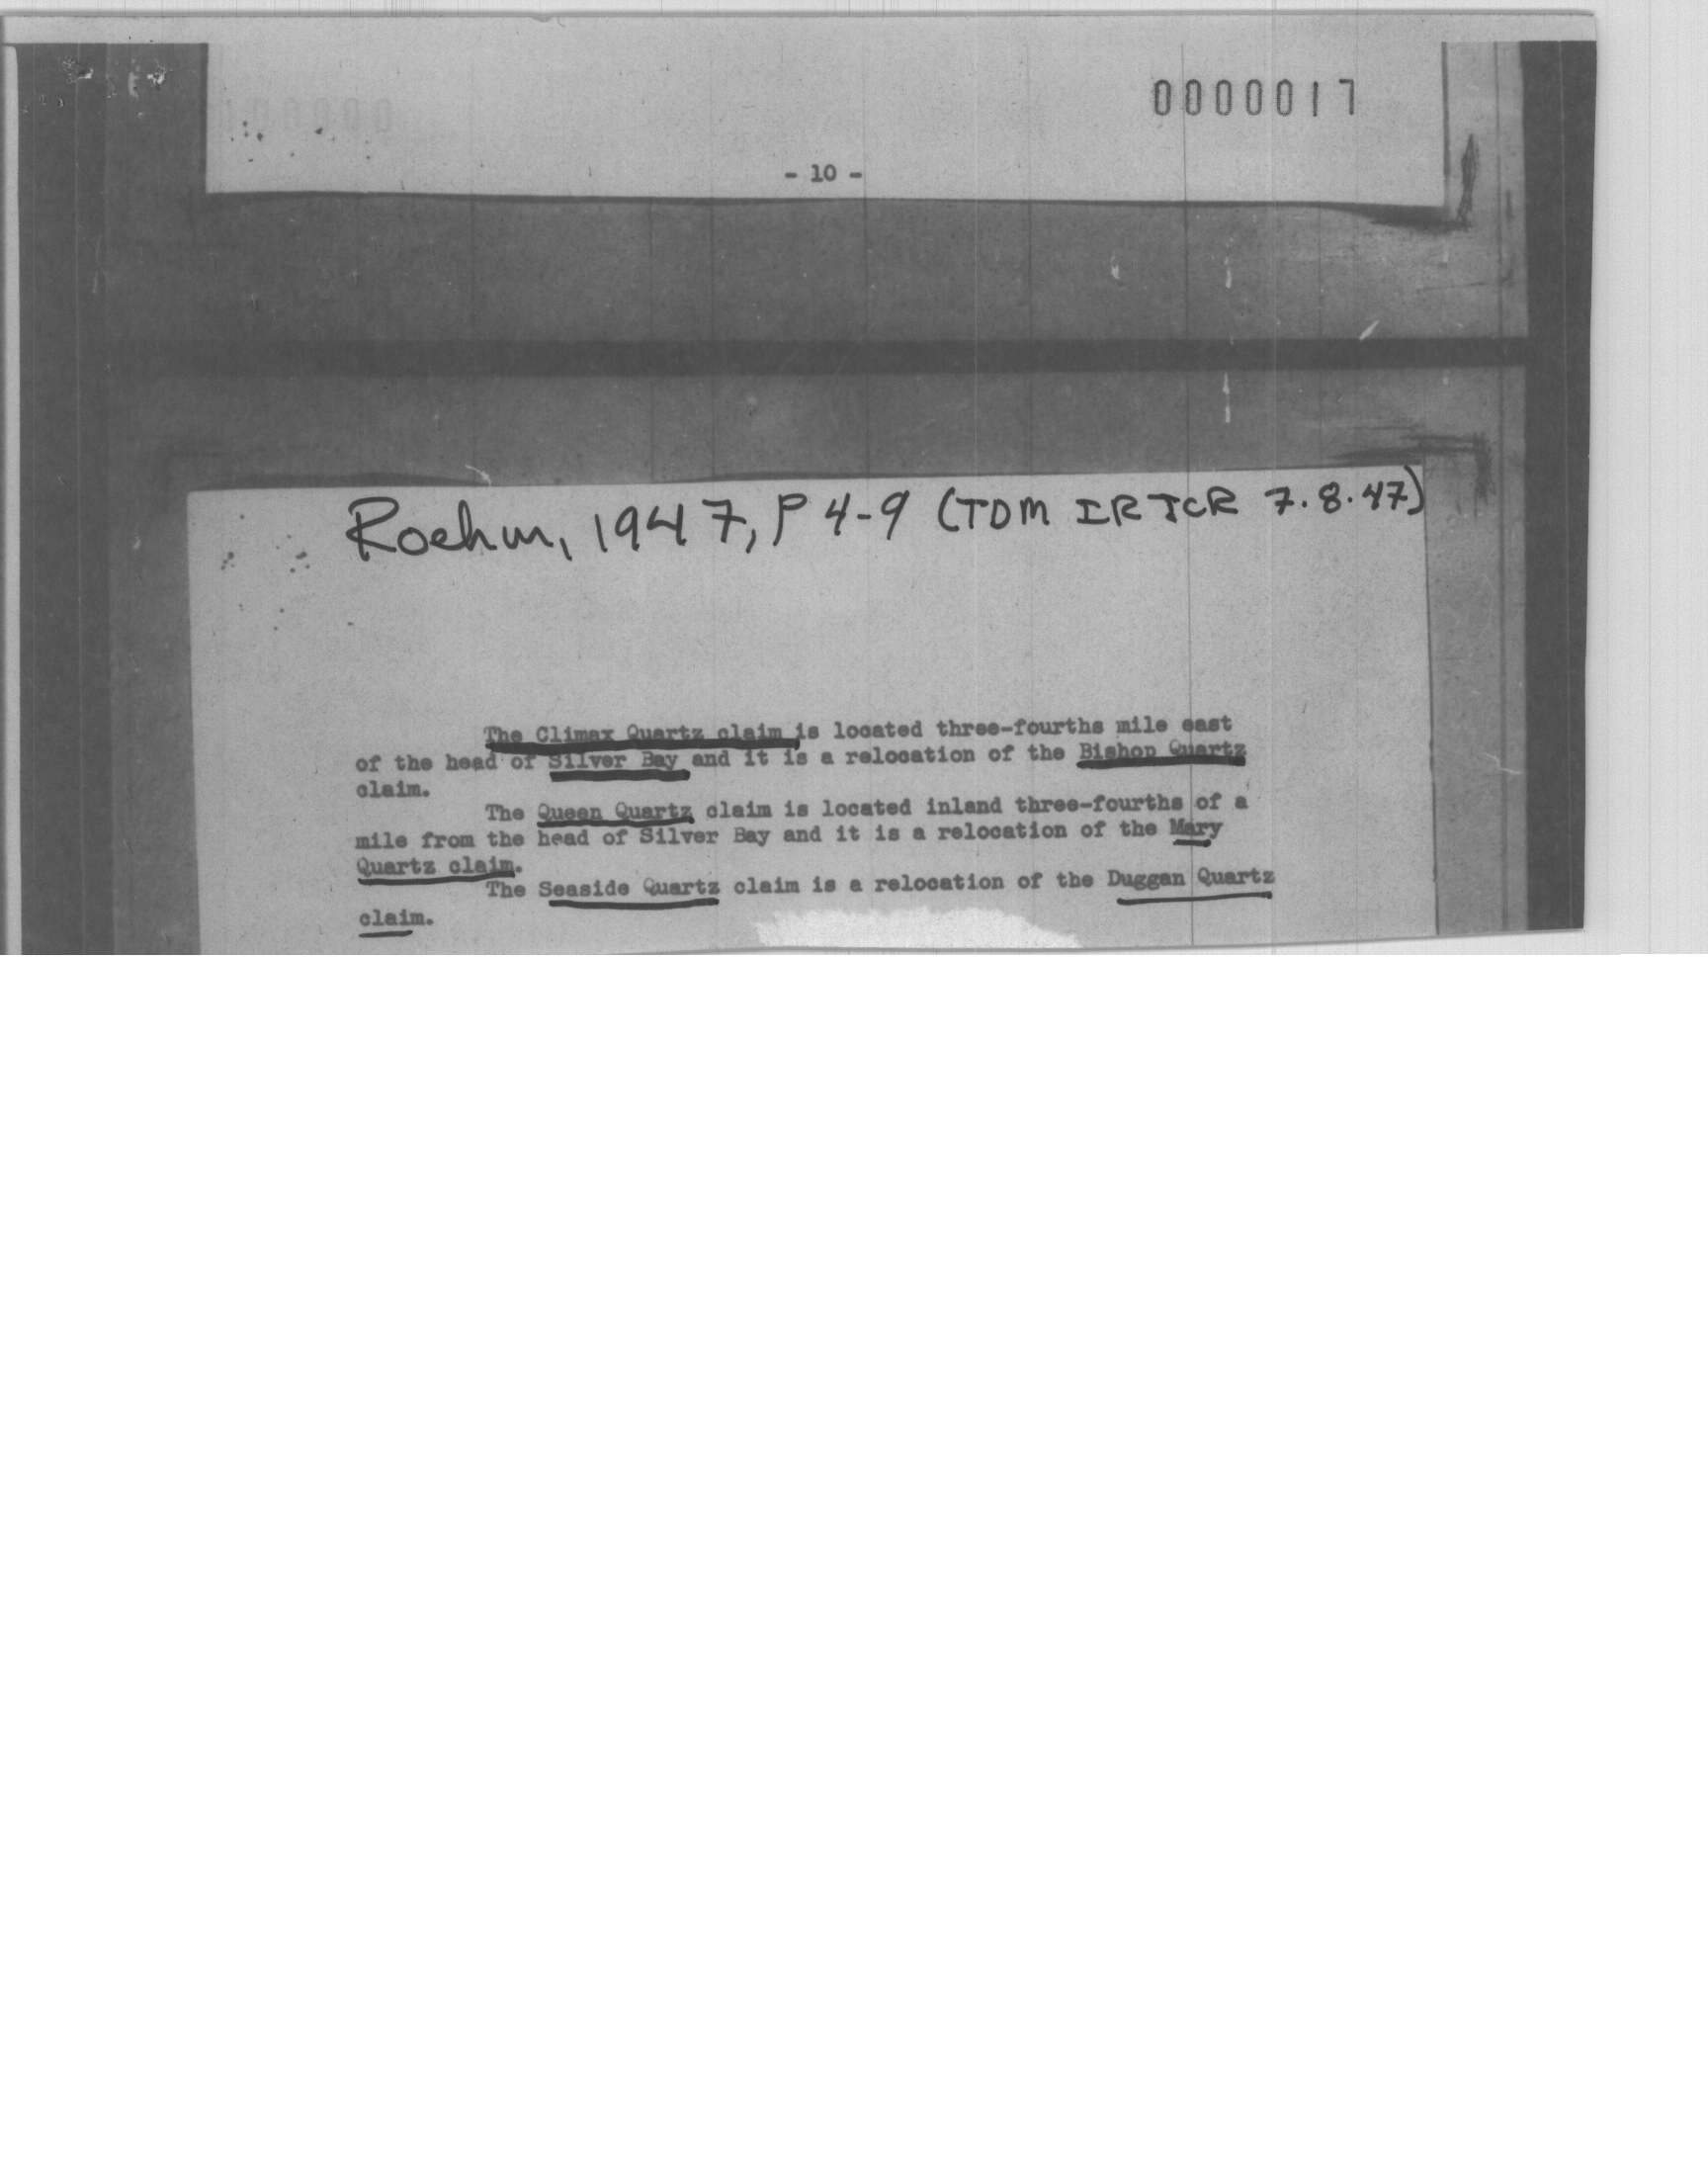 0000017
- 10 -
Roehm, 1947, P 4-9 (TDM IR JCR 7.8.47)
The Climax Quartz claim is located three-fourths mile east
of the head of Silver Bay and it is a relocation of the Bishop Quartz
claim.
The Queen Quartz claim is located inland three-fourths of a
mile from the head of Silver Bay and it is a relocation of the Mary
Quartz claim.
The Seaside Quartz claim is a relocation of the Duggan Quartz
claim.